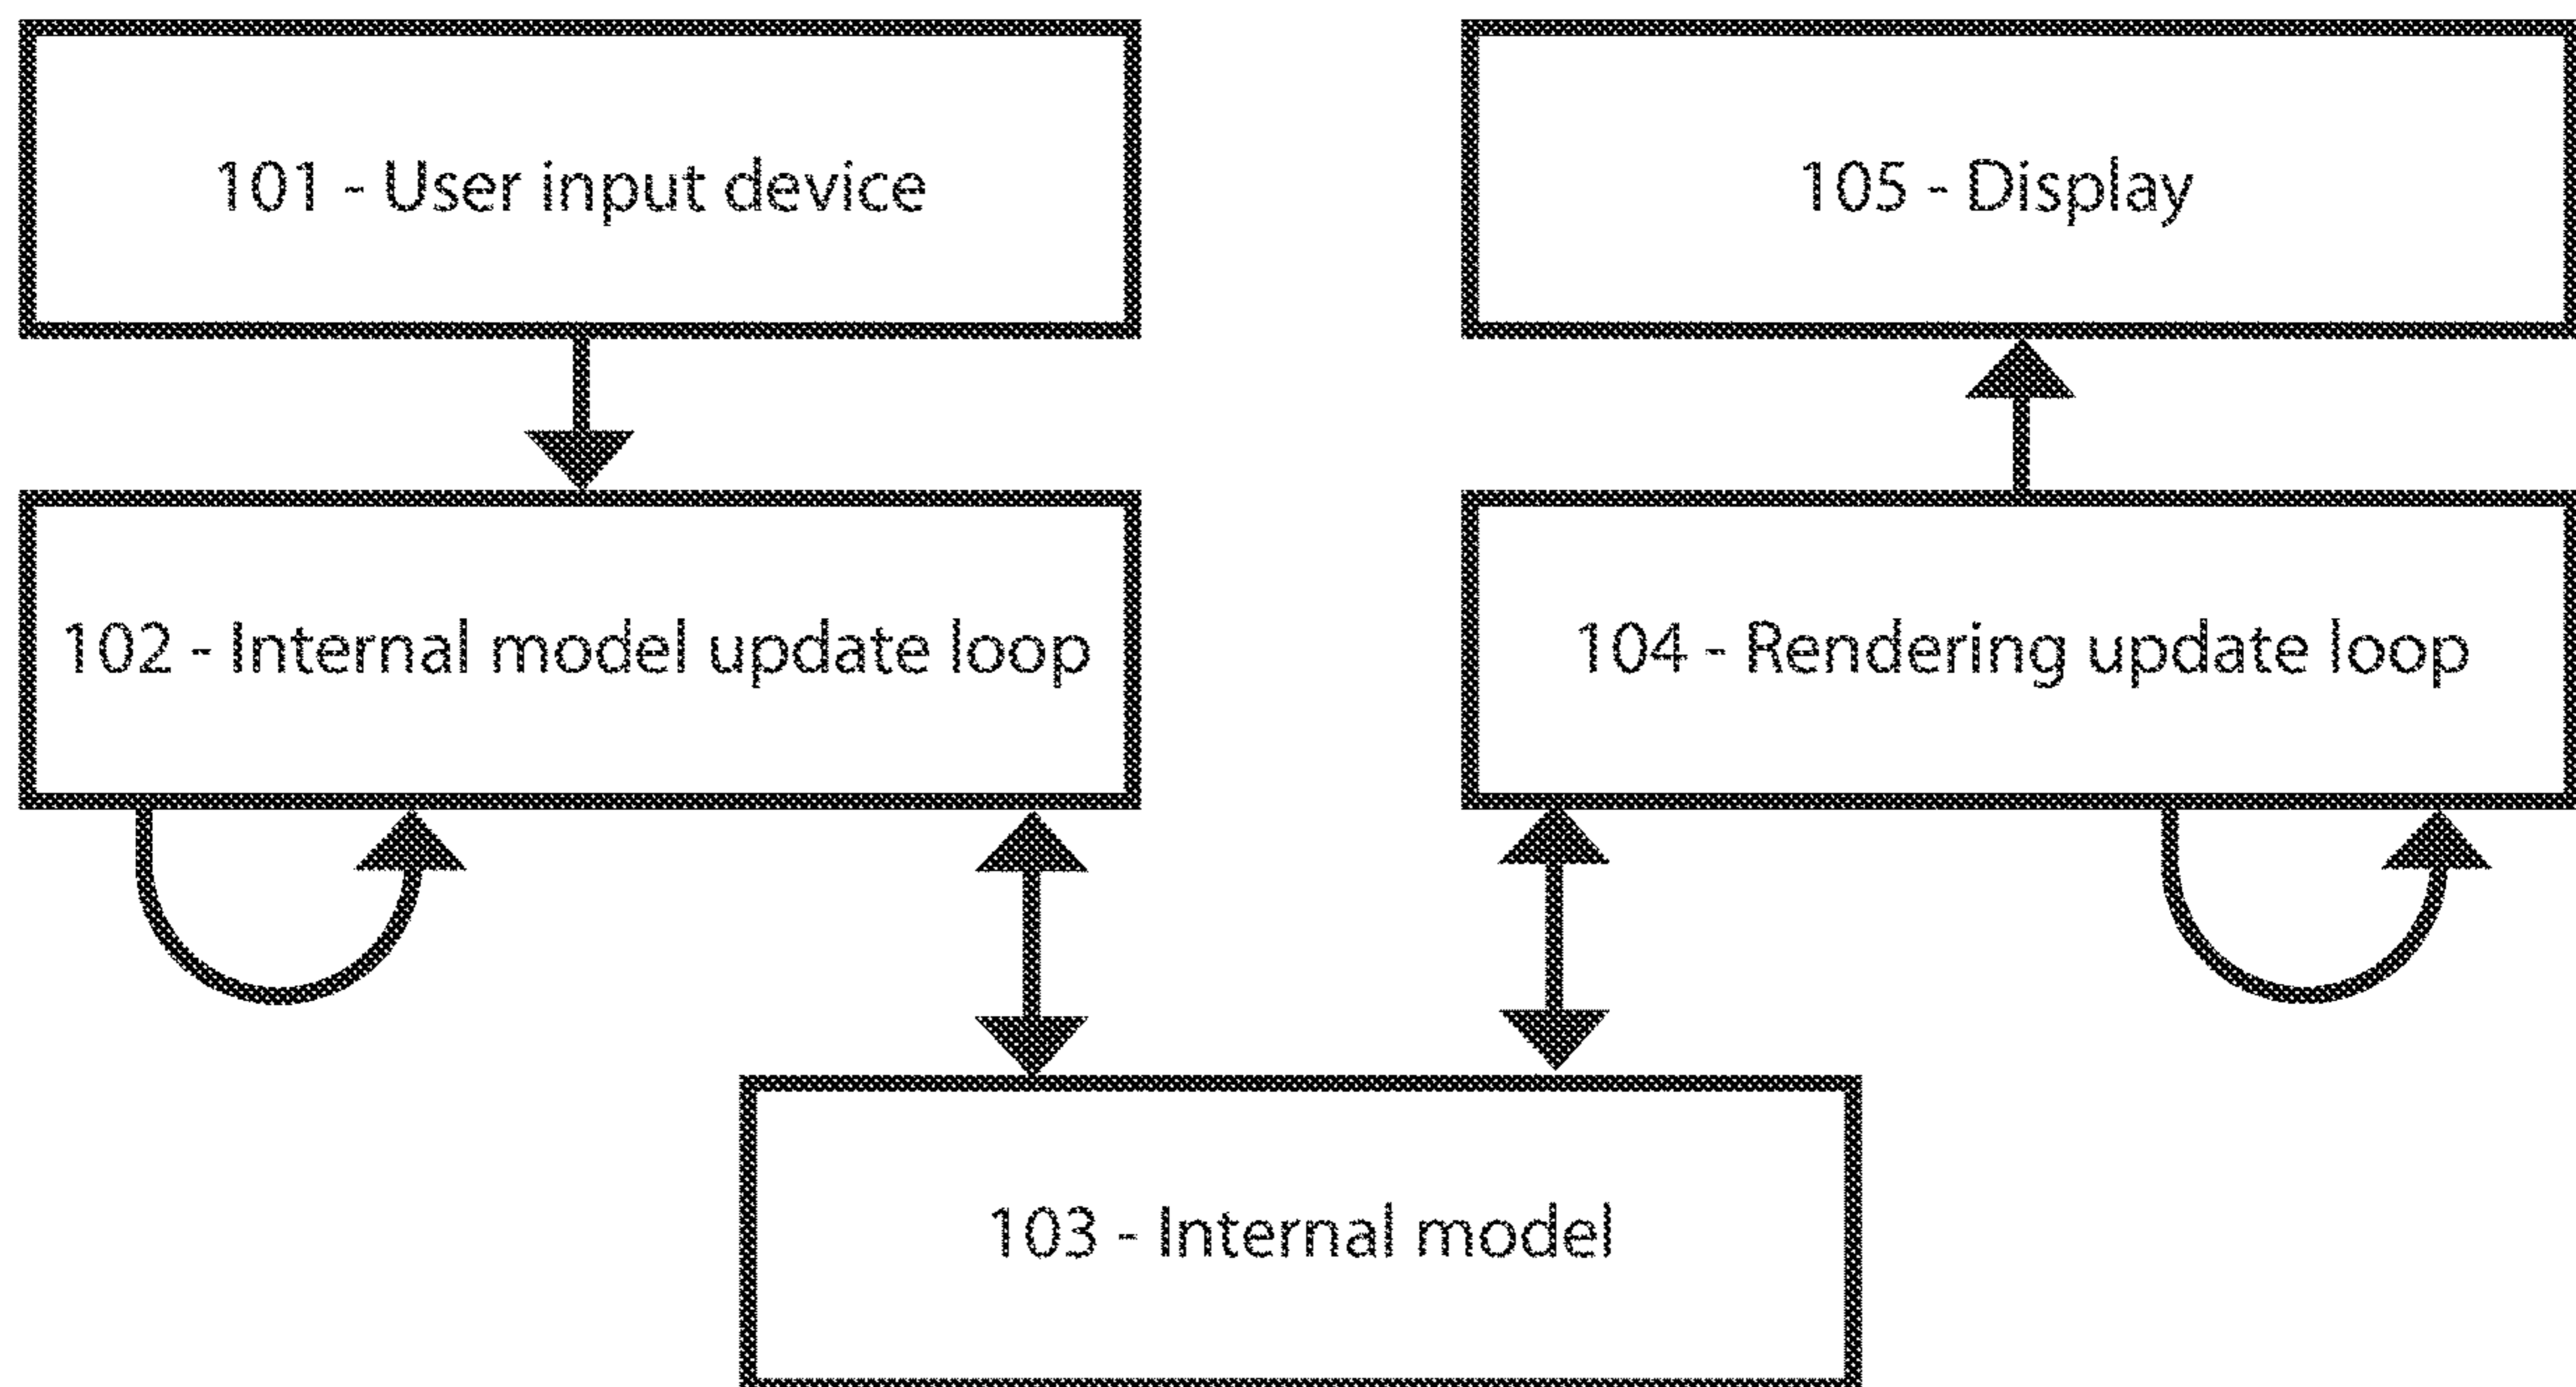 101 - User input device
105 - Display
102 - Internal model update loop
104 - Rendering update loop
103 - Internal model